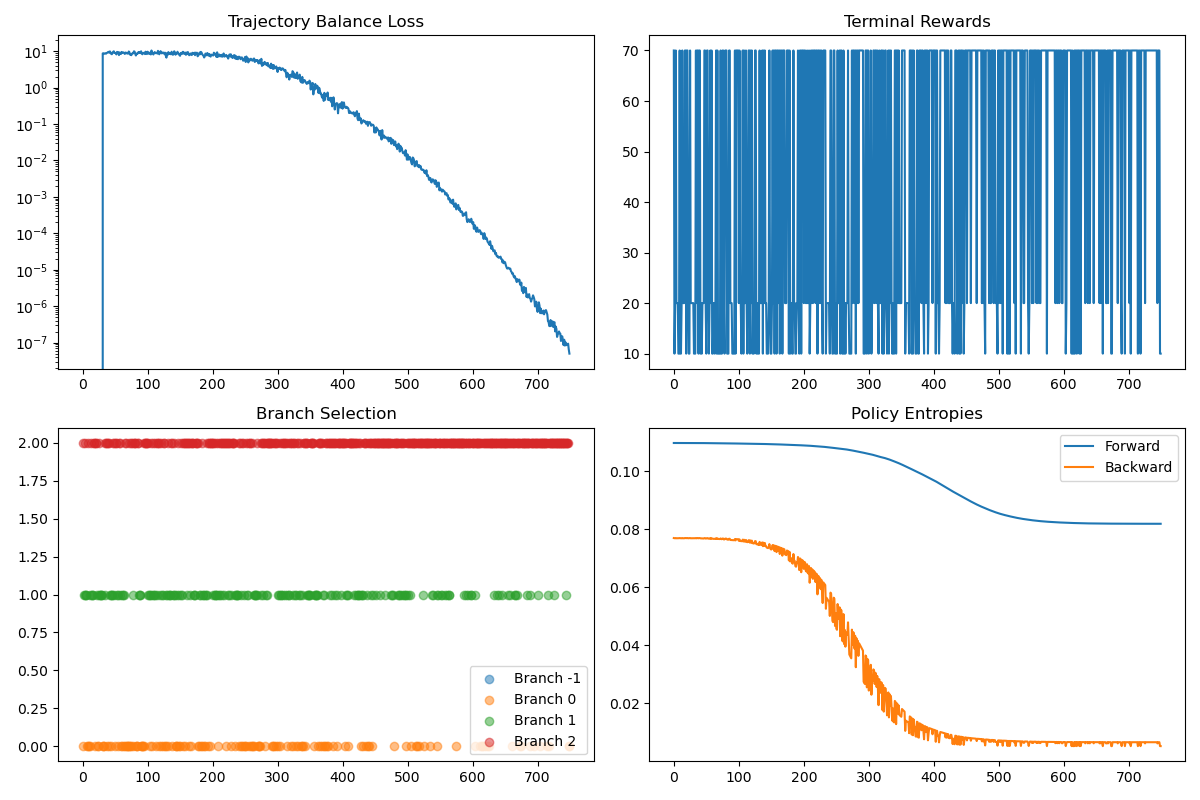 Trajectory Balance Loss
10¹
10⁰
10⁻¹
10⁻²
10⁻³
10⁻⁴
10⁻⁵
10⁻⁶
10⁻⁷
0 100 200 300 400 500 600 700
Terminal Rewards
70
60
50
40
30
20
10
0 100 200 300 400 500 600 700
Branch Selection
2.00
1.75
1.50
1.25
1.00
0.75
0.50
0.25
0.00
Branch -1
Branch 0
Branch 1
Branch 2
0 100 200 300 400 500 600 700
Policy Entropies
0.10
0.08
0.06
0.04
0.02
Forward
Backward
0 100 200 300 400 500 600 700